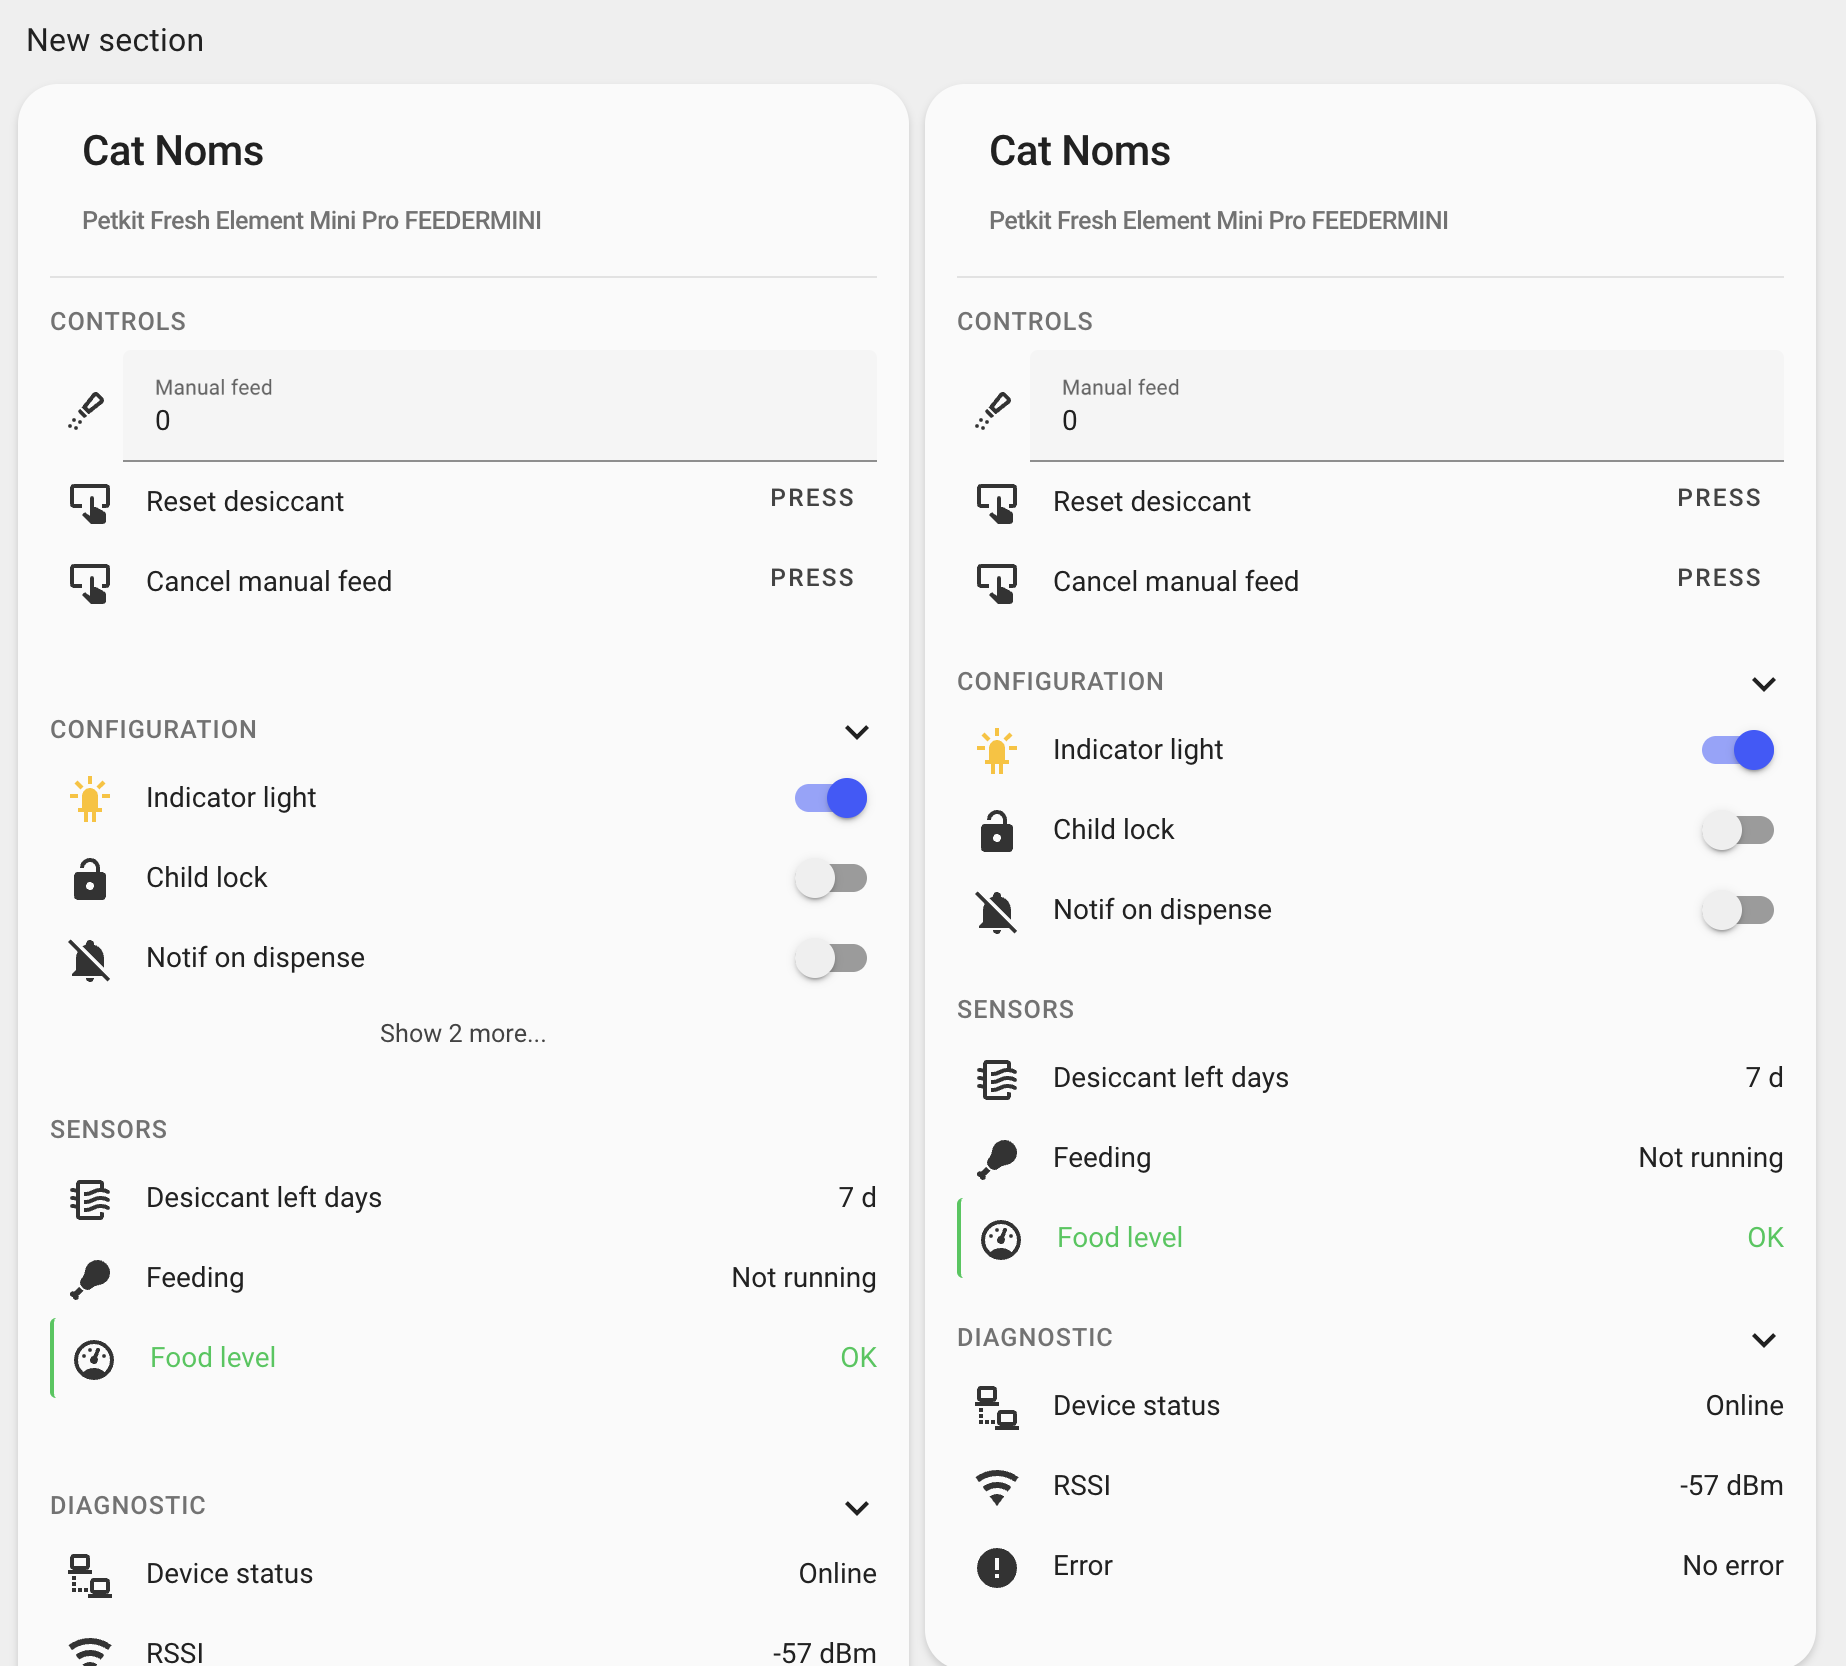 New section
Cat Noms
Petkit Fresh Element Mini Pro FEEDERMINI
CONTROLS
Manual feed
0
Reset desiccant PRESS
Cancel manual feed PRESS
CONFIGURATION
Indicator light
Child lock
Notif on dispense
Show 2 more...
SENSORS
Desiccant left days 7 d
Feeding Not running
Food level OK
DIAGNOSTIC
Device status Online
RSSI -57 dBm
Cat Noms
Petkit Fresh Element Mini Pro FEEDERMINI
CONTROLS
Manual feed
0
Reset desiccant PRESS
Cancel manual feed PRESS
CONFIGURATION
Indicator light
Child lock
Notif on dispense
SENSORS
Desiccant left days 7 d
Feeding Not running
Food level OK
DIAGNOSTIC
Device status Online
RSSI -57 dBm
Error No error